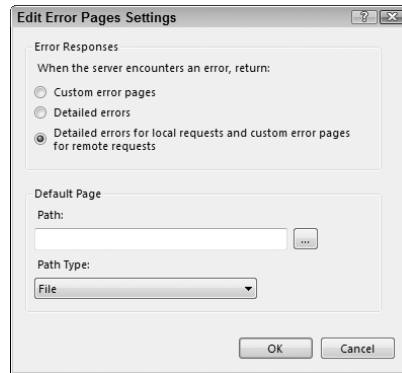 Edit Error Pages Settings
Error Responses
When the server encounters an error, return:
Custom error pages
Detailed errors
Detailed errors for local requests and custom error pages
for remote requests
Default Page
Path:
...
Path Type:
File
OK
Cancel